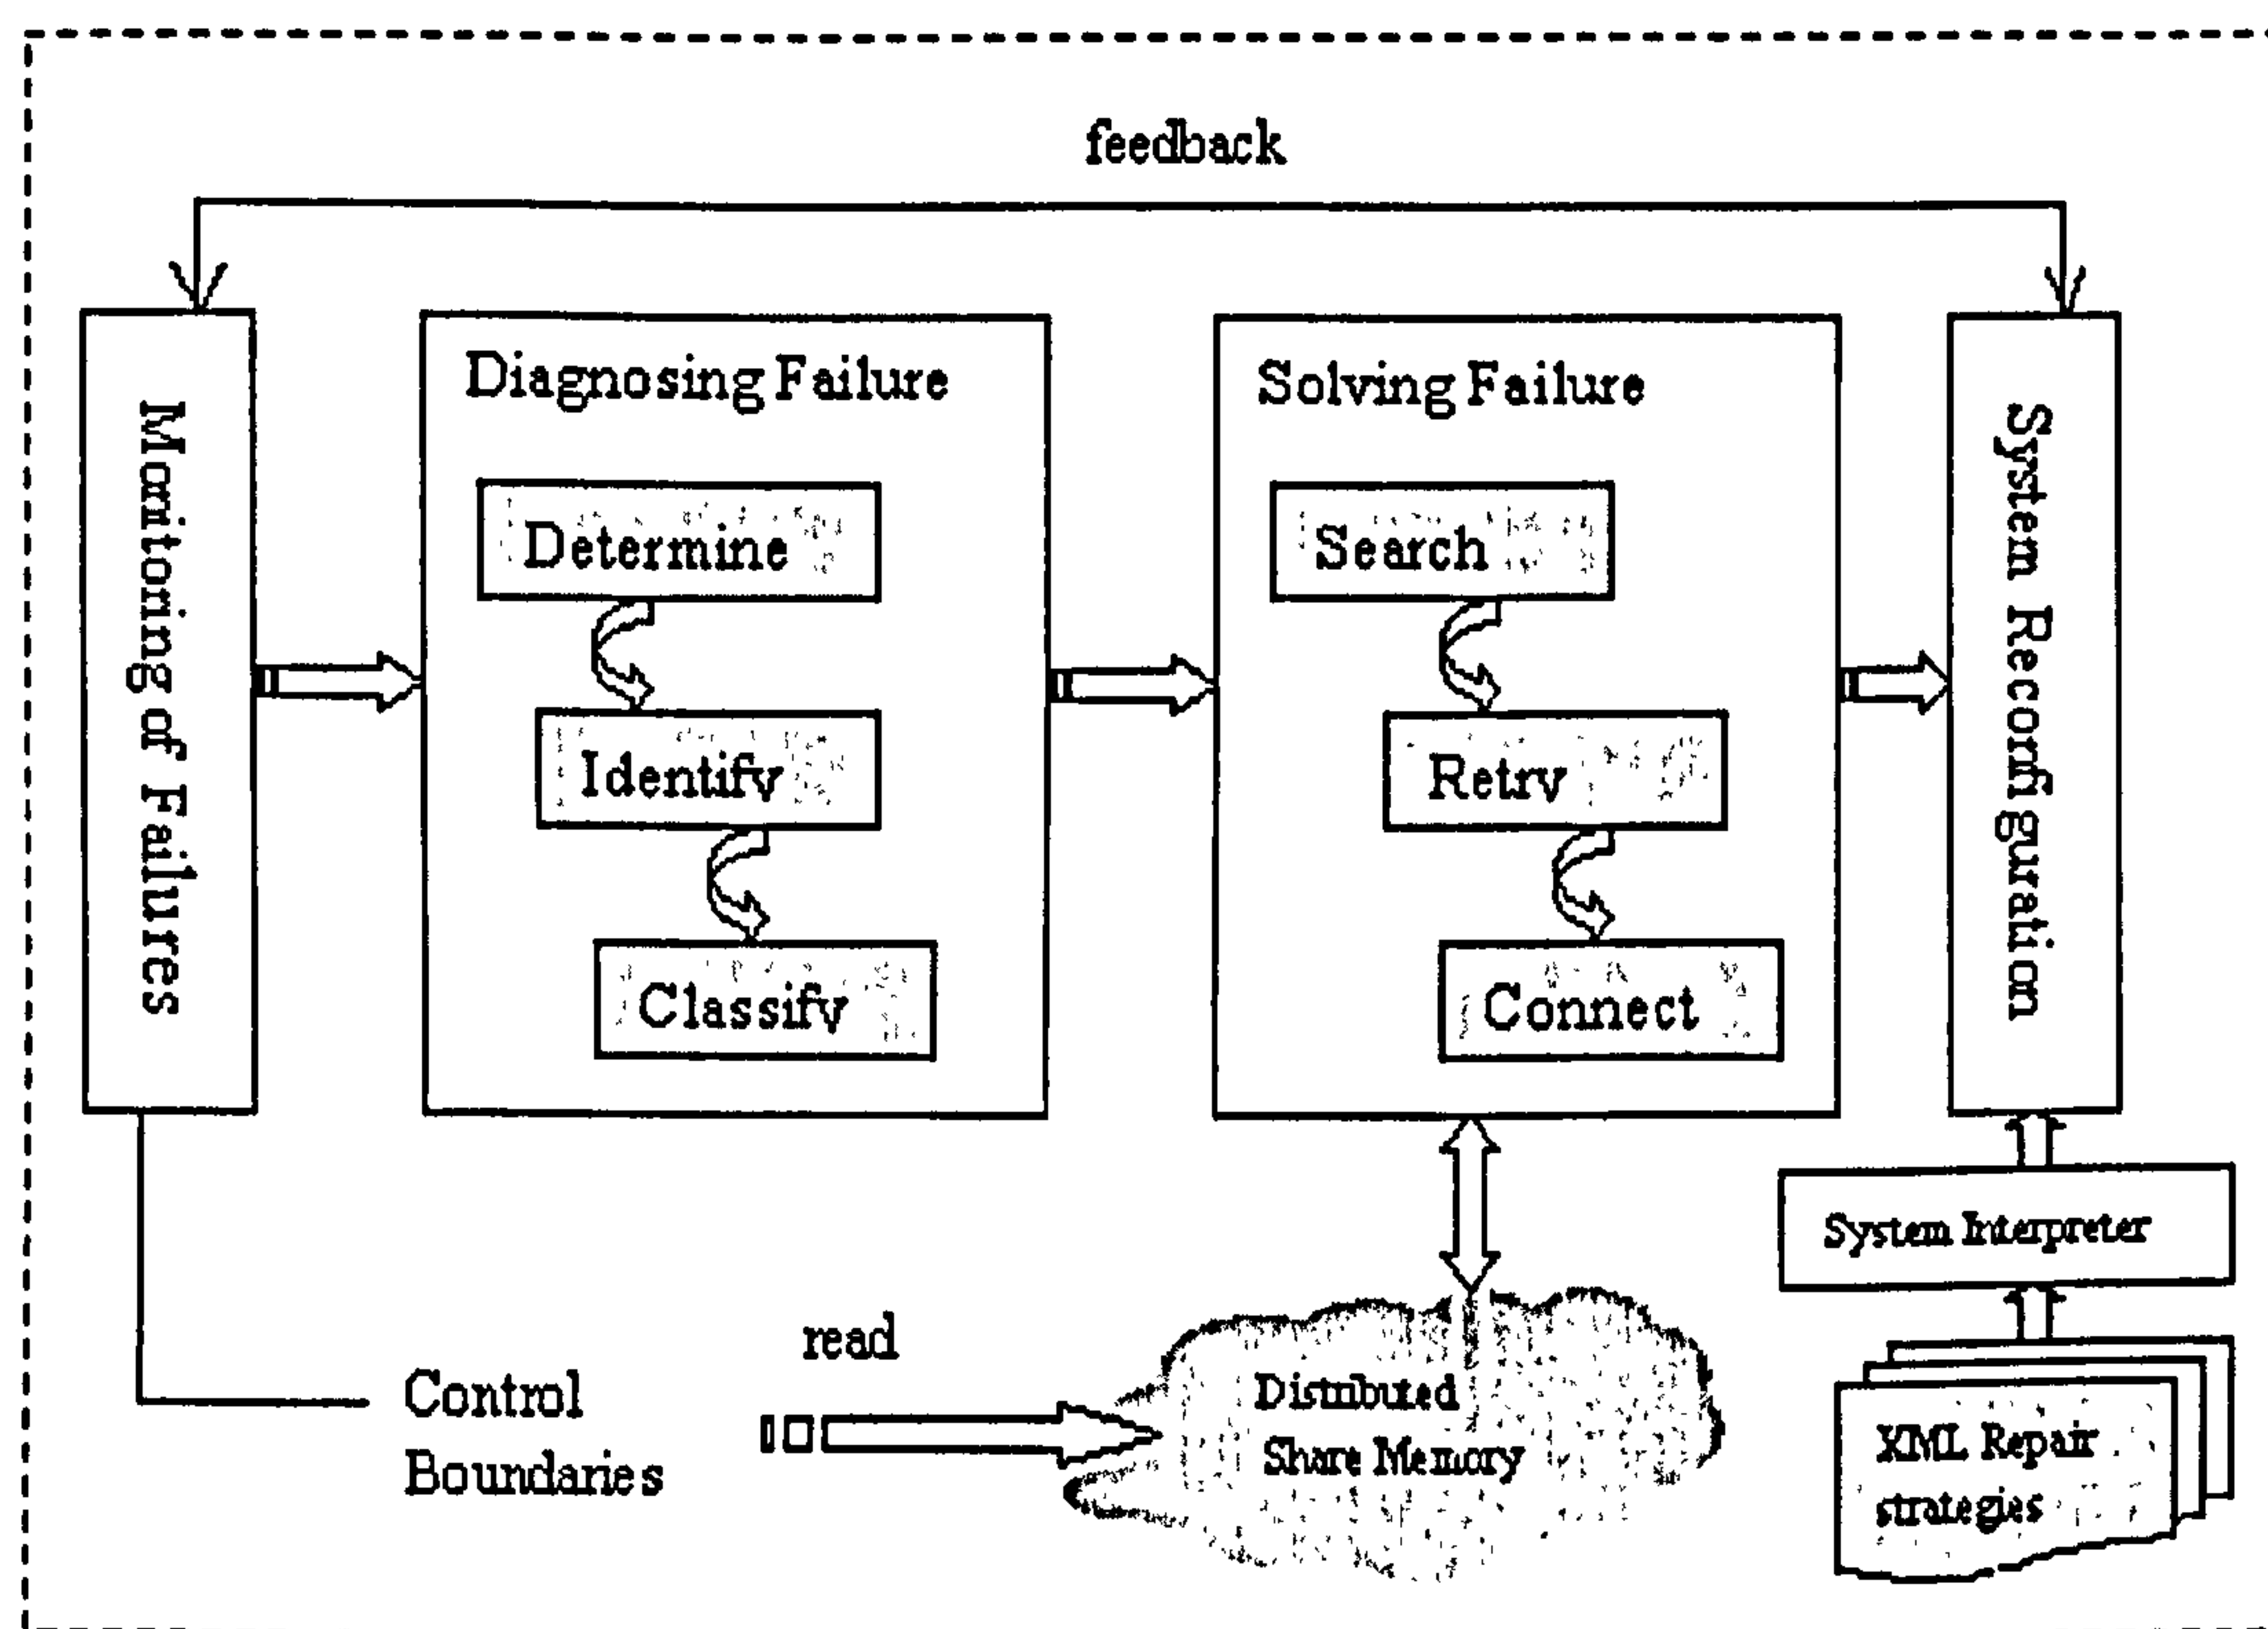 feedback
Monitoring of Failures
Diagnosing Failure
Determine
Identify
Classify
Solving Failure
Search
Retry
Connect
System Reconfiguration
System Interpreter
XML Repair
strategies
read
Control
Boundaries
Distributed
Share Memory